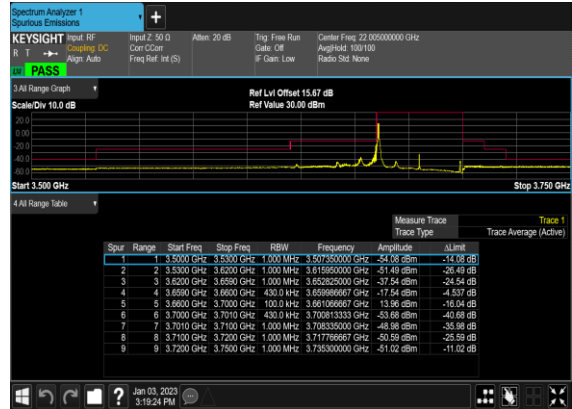 Spectrum Analyzer 1
Spurious Emissions
KEYSIGHT Input: RF Input Z: 50 Ω Atten: 20 dB Trig: Free Run Center Freq: 22.005000000 GHz
R T Coupling: DC Corr CCorr Gate: Off Avg|Hold: 100/100
Align: Auto Freq Ref: Int (S) IF Gain: Low Radio Std: None
PASS
3 All Range Graph Ref Lvl Offset 15.67 dB
Scale/Div 10.0 dB Ref Value 30.00 dBm
20.0
0.00
-20.0
-40.0
-60.0
Start 3.500 GHz Stop 3.750 GHz
4 All Range Table
Measure Trace Trace 1
Trace Type Trace Average (Active)
Spur Range Start Freq Stop Freq RBW Frequency Amplitude ΔLimit
1 1 3.5000 GHz 3.5300 GHz 1.000 MHz 3.507350000 GHz -54.08 dBm -14.08 dB
2 2 3.5300 GHz 3.6200 GHz 1.000 MHz 3.615950000 GHz -51.49 dBm -26.49 dB
3 3 3.6200 GHz 3.6590 GHz 1.000 MHz 3.652825000 GHz -37.54 dBm -24.54 dB
4 4 3.6590 GHz 3.6600 GHz 430.0 kHz 3.659986667 GHz -17.54 dBm -4.537 dB
5 5 3.6600 GHz 3.7000 GHz 100.0 kHz 3.661066667 GHz 13.96 dBm -16.04 dB
6 6 3.7000 GHz 3.7010 GHz 430.0 kHz 3.700813333 GHz -53.68 dBm -40.68 dB
7 7 3.7010 GHz 3.7100 GHz 1.000 MHz 3.708335000 GHz -48.98 dBm -35.98 dB
8 8 3.7100 GHz 3.7200 GHz 1.000 MHz 3.717766667 GHz -50.59 dBm -25.59 dB
9 9 3.7200 GHz 3.7500 GHz 1.000 MHz 3.735300000 GHz -51.02 dBm -11.02 dB
Jan 03, 2023
3:19:24 PM